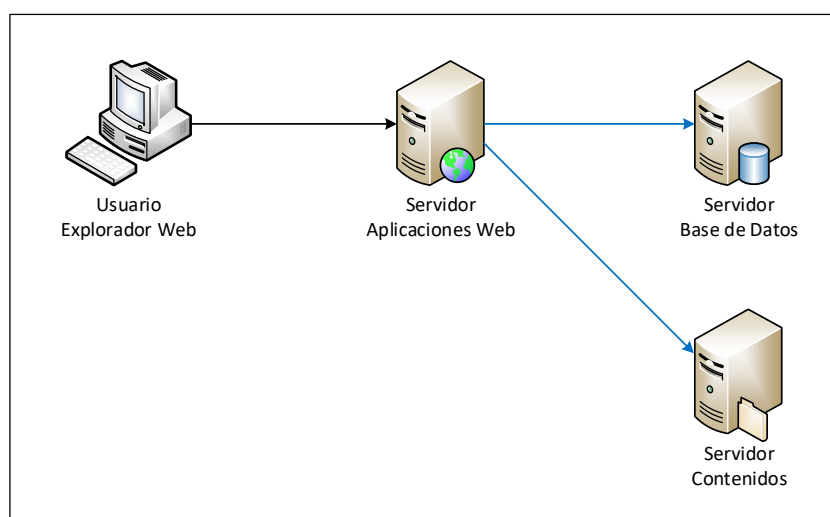 Usuario
Explorador Web
Servidor
Aplicaciones Web
Servidor
Base de Datos
Servidor
Contenidos